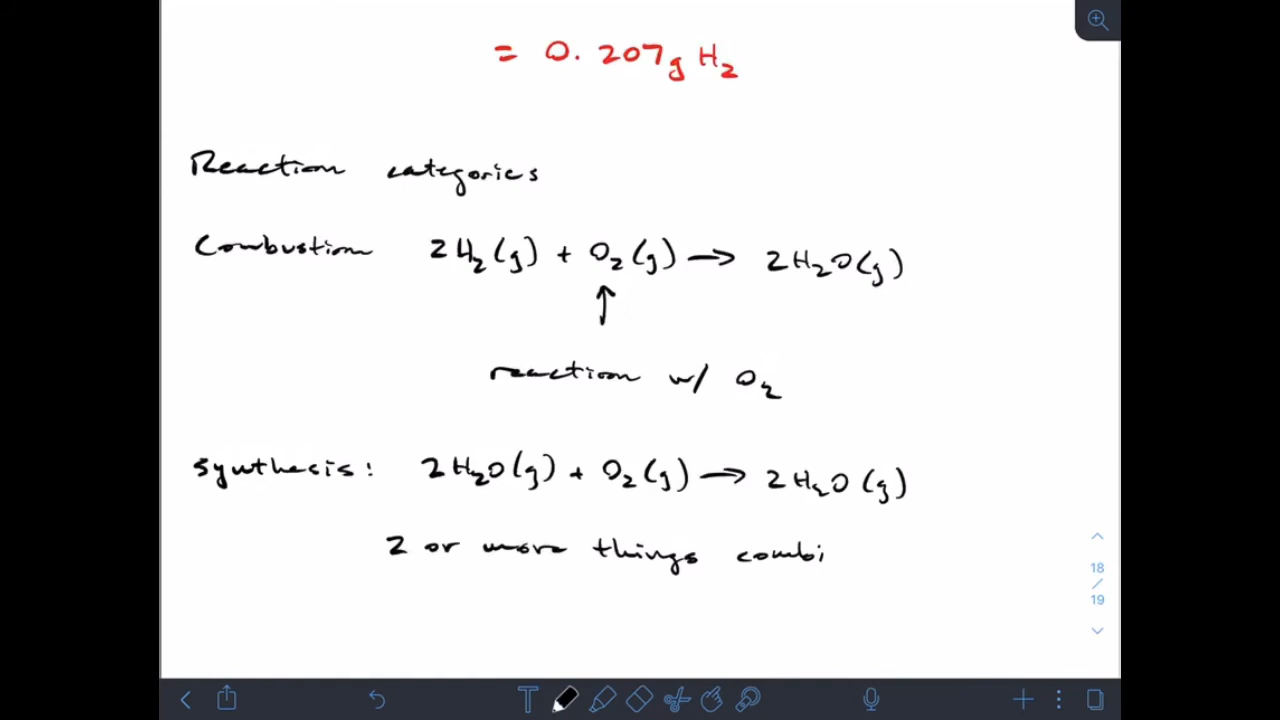 = 0.207g H₂
Reaction categories
Combustion 2H₂(g) + O₂(g) → 2H₂O(g)
↑
reaction w/ O₂
Synthesis: 2H₂O(g) + O₂(g) → 2H₂O(g)
2 or more things combi
18
/
19
T